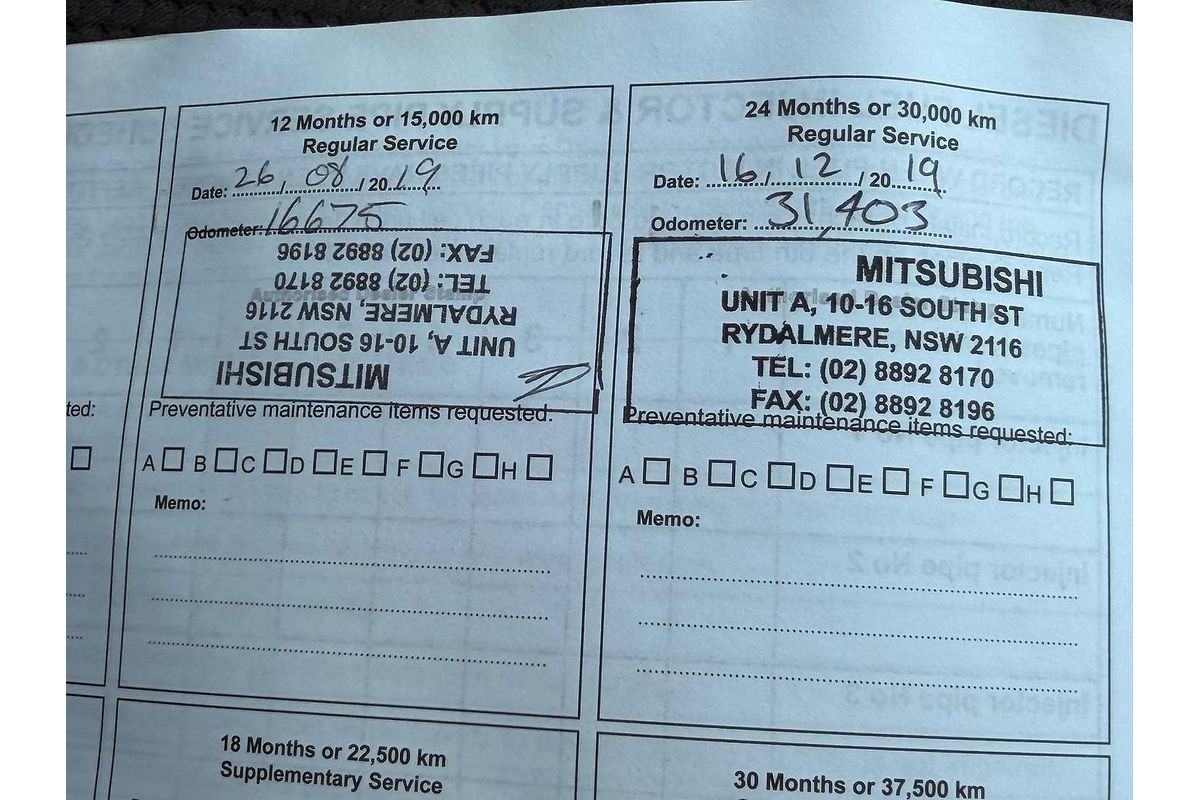 ted:
12 Months or 15,000 km
Regular Service
Date: 26/08/2019
Odometer: 16675
FAX: (02) 8892 8196
TEL: (02) 8892 8170
RYDALMERE, NSW 2116
UNIT A, 10-16 SOUTH ST
MITSUBISHI
Preventative maintenance items requested:
A B C D E F G H
Memo:
18 Months or 22,500 km
Supplementary Service
24 Months or 30,000 km
Regular Service
Date: 16/12/2019
Odometer: 31,403
MITSUBISHI
UNIT A, 10-16 SOUTH ST
RYDALMERE, NSW 2116
TEL: (02) 8892 8170
FAX: (02) 8892 8196
Preventative maintenance items requested:
A B C D E F G H
Memo:
30 Months or 37,500 km